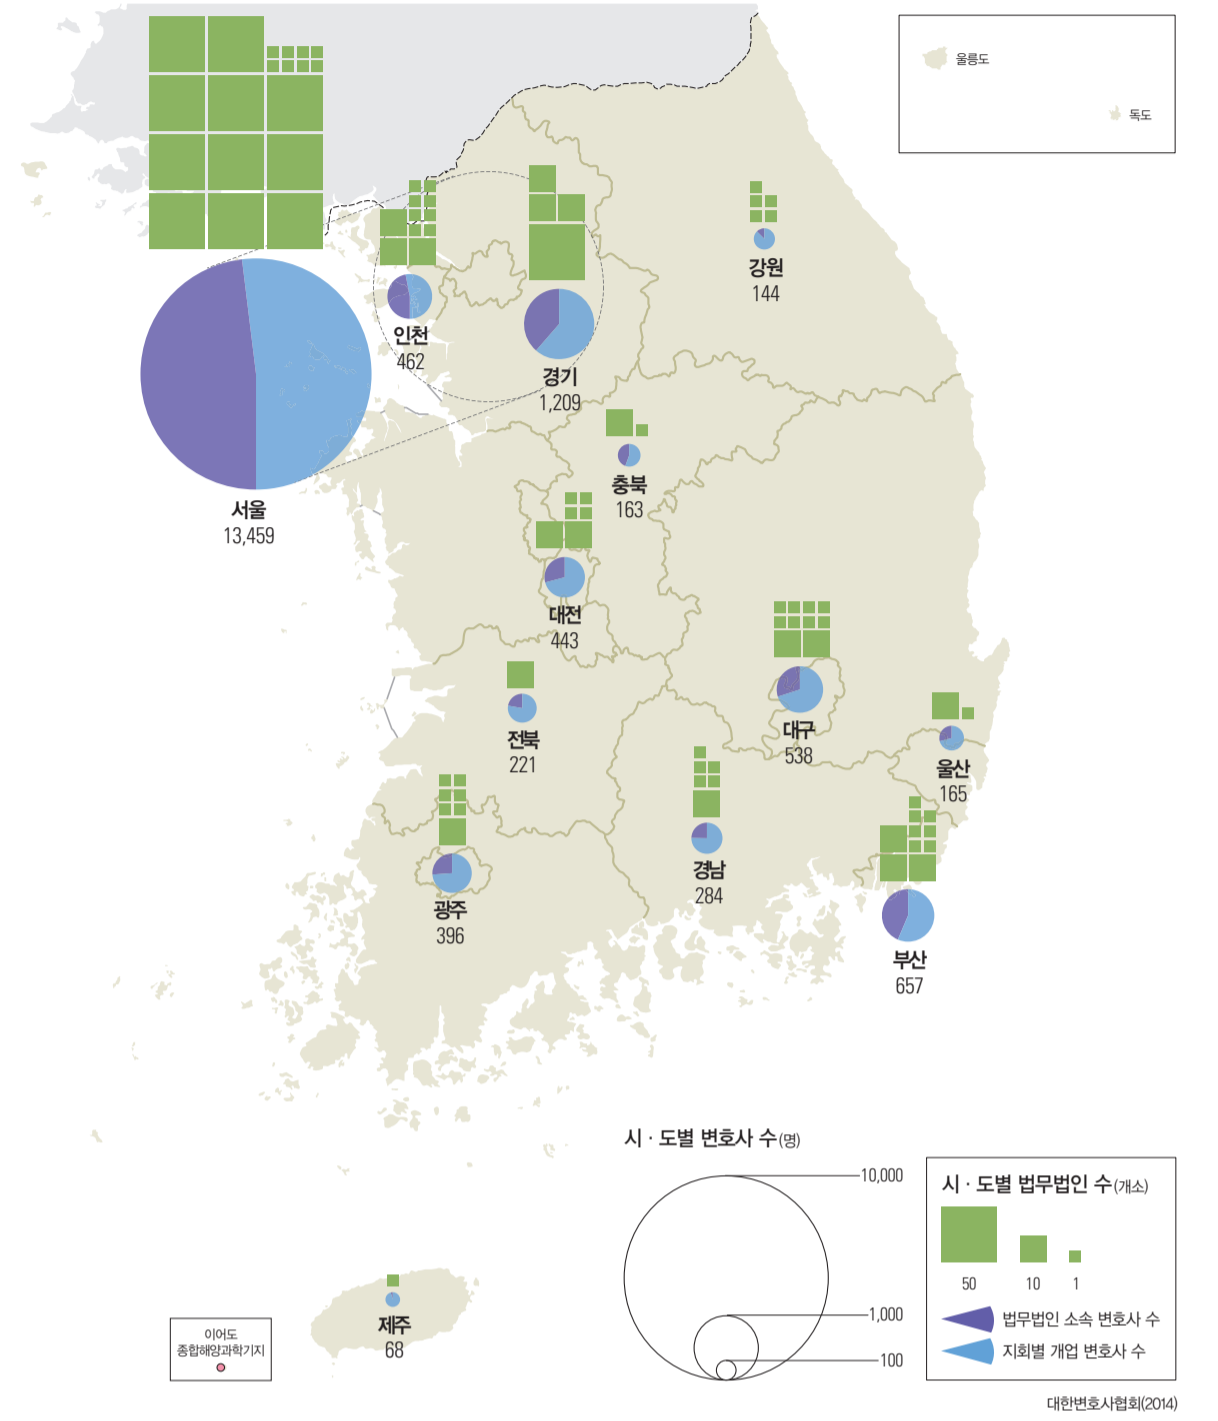 울릉도
독도
강원
144
인천
462
경기
1,209
서울
13,459
충북
163
대전
443
전북
221
대구
538
울산
165
경남
284
광주
396
부산
657
제주
68
이어도
종합해양과학기지
시 · 도별 변호사 수(명)
10,000
1,000
100
시 · 도별 법무법인 수(개소)
50 10 1
법무법인 소속 변호사 수
지회별 개업 변호사 수
대한변호사협회(2014)